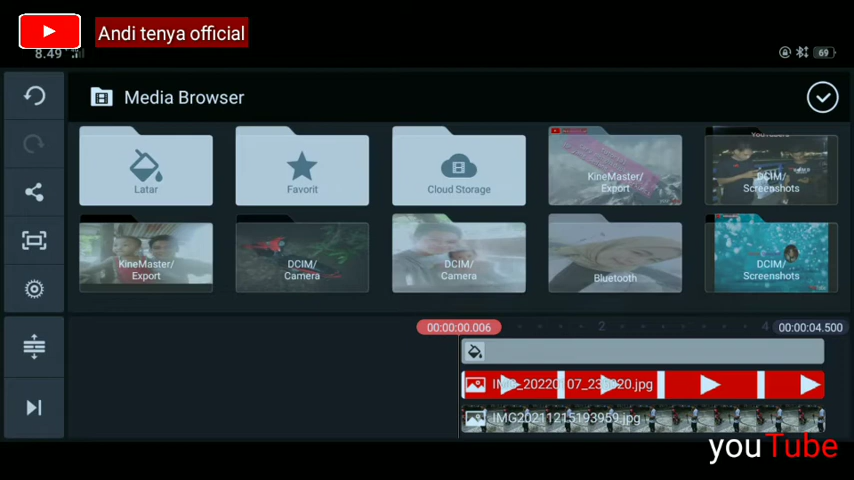 Andi tenya official
8.49
69
Media Browser
Latar
Favorit
Cloud Storage
KineMaster/
Export
DCIM/
Screenshots
KineMaster/
Export
DCIM/
Camera
DCIM/
Camera
Bluetooth
DCIM/
Screenshots
00:00:00.006
2
4
00:00:04.500
IMG20211215193959.jpg
youTube